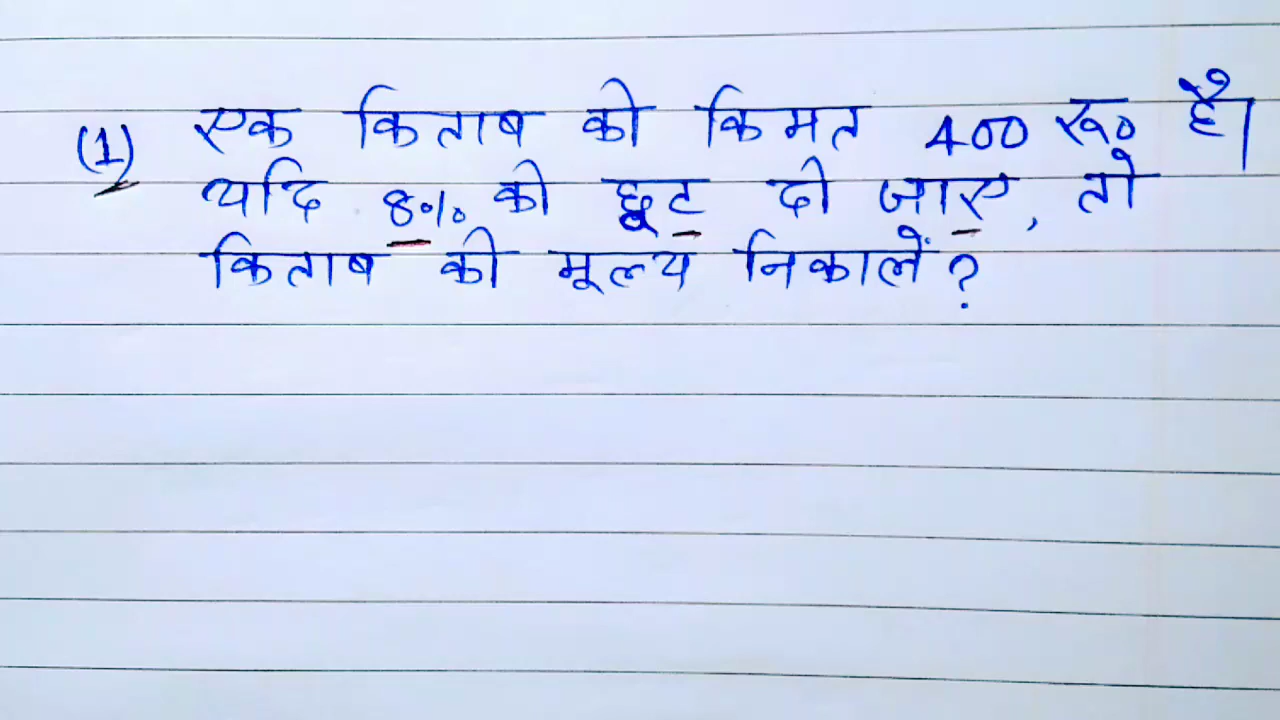 (1) एक किताब की किमत 400 रू० है।
यदि 8% की छूट दी जाए, तो
किताब की मूल्य निकालें?